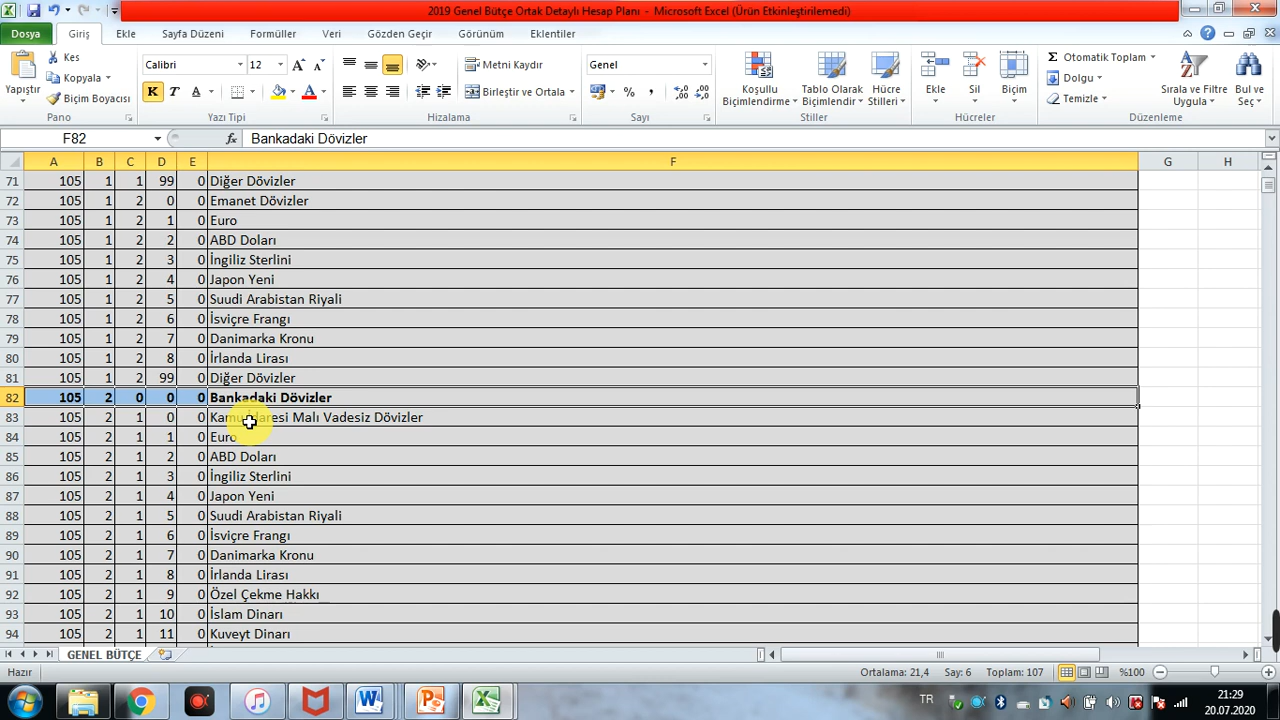 2019 Genel Bütçe Ortak Detaylı Hesap Planı - Microsoft Excel (Ürün Etkinleştirilemedi)
Dosya Giriş Ekle Sayfa Düzeni Formüller Veri Gözden Geçir Görünüm Eklentiler
Yapıştır Kes Kopyala Biçim Boyacısı
Calibri 12 K T A A A A
Metni Kaydır
Birleştir ve Ortala
Genel
Koşullu Biçimlendirme Tablo Olarak Biçimlendir Hücre Stilleri
Ekle Sil Biçim
Σ Otomatik Toplam
Dolgu
Temizle
Sırala ve Filtre Uygula Bul ve Seç
Pano Yazı Tipi Hizalama Sayı Stiller Hücreler Düzenleme
F82 fx Bankadaki Dövizler
A B C D E F G H
71 105 1 1 99 0 Diğer Dövizler
72 105 1 2 0 0 Emanet Dövizler
73 105 1 2 1 0 Euro
74 105 1 2 2 0 ABD Doları
75 105 1 2 3 0 İngiliz Sterlini
76 105 1 2 4 0 Japon Yeni
77 105 1 2 5 0 Suudi Arabistan Riyali
78 105 1 2 6 0 İsviçre Frangı
79 105 1 2 7 0 Danimarka Kronu
80 105 1 2 8 0 İrlanda Lirası
81 105 1 2 99 0 Diğer Dövizler
82 105 2 0 0 0 Bankadaki Dövizler
83 105 2 1 0 0 Kamu İdaresi Malı Vadesiz Dövizler
84 105 2 1 1 0 Euro
85 105 2 1 2 0 ABD Doları
86 105 2 1 3 0 İngiliz Sterlini
87 105 2 1 4 0 Japon Yeni
88 105 2 1 5 0 Suudi Arabistan Riyali
89 105 2 1 6 0 İsviçre Frangı
90 105 2 1 7 0 Danimarka Kronu
91 105 2 1 8 0 İrlanda Lirası
92 105 2 1 9 0 Özel Çekme Hakkı
93 105 2 1 10 0 İslam Dinarı
94 105 2 1 11 0 Kuveyt Dinarı
GENEL BÜTÇE
Hazır Ortalama: 21,4 Say: 6 Toplam: 107 %100
TR 21:29
20.07.2020